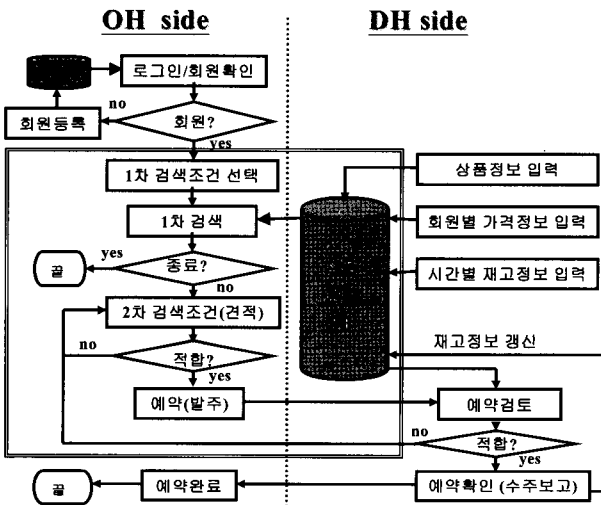 OH side
DH side
로그인/회원확인
no
회원등록
회원?
yes
1차 검색조건 선택
상품정보 입력
1차 검색
회원별 가격정보 입력
yes
종료?
끝
시간별 재고정보 입력
no
2차 검색조건(견적)
no
재고정보 갱신
적합?
yes
예약(발주)
예약검토
no
적합?
yes
끝
예약완료
예약확인 (수주보고)